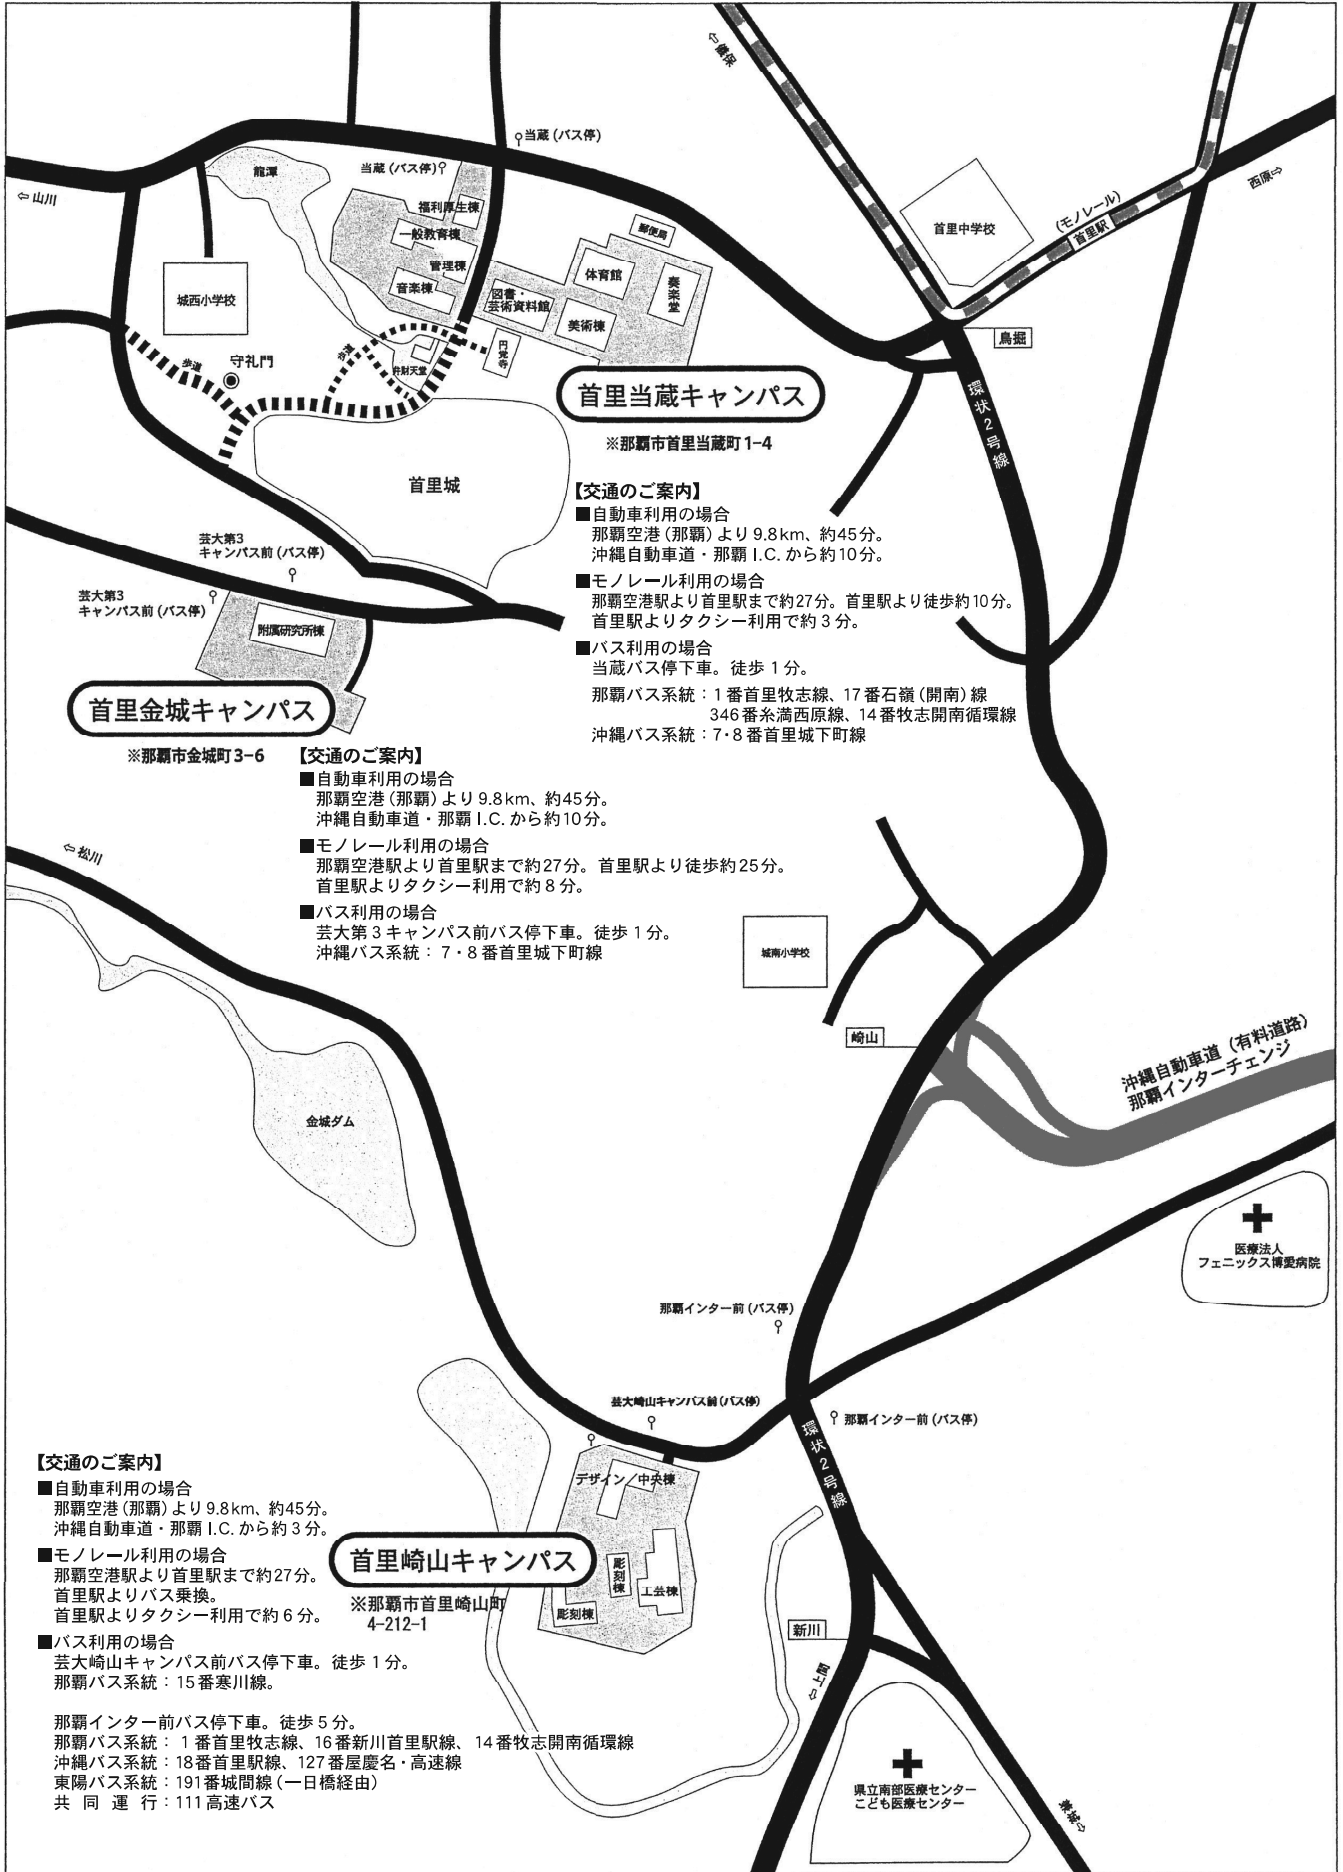 ⇦儀保
当蔵（バス停）
当蔵（バス停）
⇦山川
龍潭
西原⇨
福利厚生棟
一般教育棟
管理棟
音楽棟
郵便局
体育館
奏楽堂
図書・
芸術資料館
美術棟
首里中学校
（モノレール）
首里駅
城西小学校
鳥掘
円覚寺
歩道
守礼門
歩道
弁財天堂
首里当蔵キャンパス
※那覇市首里当蔵町1-4
環状2号線
首里城
【交通のご案内】
■自動車利用の場合
那覇空港（那覇）より9.8km、約45分。
沖縄自動車道・那覇I.C.から約10分。
■モノレール利用の場合
那覇空港駅より首里駅まで約27分。首里駅より徒歩約10分。
首里駅よりタクシー利用で約3分。
■バス利用の場合
当蔵バス停下車。徒歩1分。
那覇バス系統：1番首里牧志線、17番石嶺（開南）線
346番糸満西原線、14番牧志開南循環線
沖縄バス系統：7・8番首里城下町線
芸大第3
キャンパス前（バス停）
芸大第3
キャンパス前（バス停）
附属研究所棟
首里金城キャンパス
※那覇市金城町3-6
【交通のご案内】
■自動車利用の場合
那覇空港（那覇）より9.8km、約45分。
沖縄自動車道・那覇I.C.から約10分。
■モノレール利用の場合
那覇空港駅より首里駅まで約27分。首里駅より徒歩約25分。
首里駅よりタクシー利用で約8分。
■バス利用の場合
芸大第3キャンパス前バス停下車。徒歩1分。
沖縄バス系統：7・8番首里城下町線
⇦松川
城南小学校
崎山
沖縄自動車道（有料道路）
那覇インターチェンジ
金城ダム
医療法人
フェニックス博愛病院
那覇インター前（バス停）
芸大崎山キャンパス前（バス停）
那覇インター前（バス停）
環状2号線
デザイン／中央棟
彫刻棟
工芸棟
彫刻棟
首里崎山キャンパス
※那覇市首里崎山町
4-212-1
【交通のご案内】
■自動車利用の場合
那覇空港（那覇）より9.8km、約45分。
沖縄自動車道・那覇I.C.から約3分。
■モノレール利用の場合
那覇空港駅より首里駅まで約27分。
首里駅よりバス乗換。
首里駅よりタクシー利用で約6分。
■バス利用の場合
芸大崎山キャンパス前バス停下車。徒歩1分。
那覇バス系統：15番寒川線。
那覇インター前バス停下車。徒歩5分。
那覇バス系統：1番首里牧志線、16番新川首里駅線、14番牧志開南循環線
沖縄バス系統：18番首里駅線、127番屋慶名・高速線
東陽バス系統：191番城間線（一日橋経由）
共同運行：111高速バス
新川
⇦上間
県立南部医療センター
こども医療センター